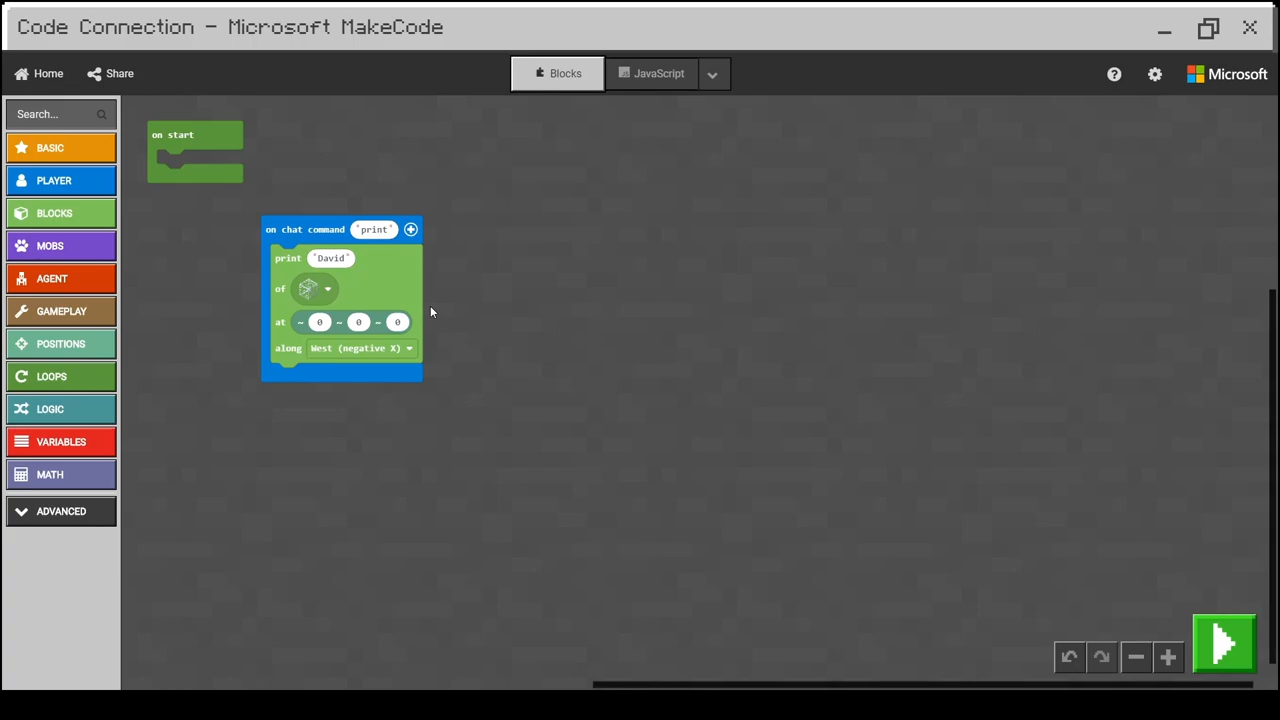 Code Connection - Microsoft MakeCode
Home
Share
Blocks
JavaScript
Microsoft
Search...
BASIC
PLAYER
BLOCKS
MOBS
AGENT
GAMEPLAY
POSITIONS
LOOPS
LOGIC
VARIABLES
MATH
ADVANCED
on start
on chat command "print"
print "David"
of
at ~ 0 ~ 0 ~ 0
along West (negative X)